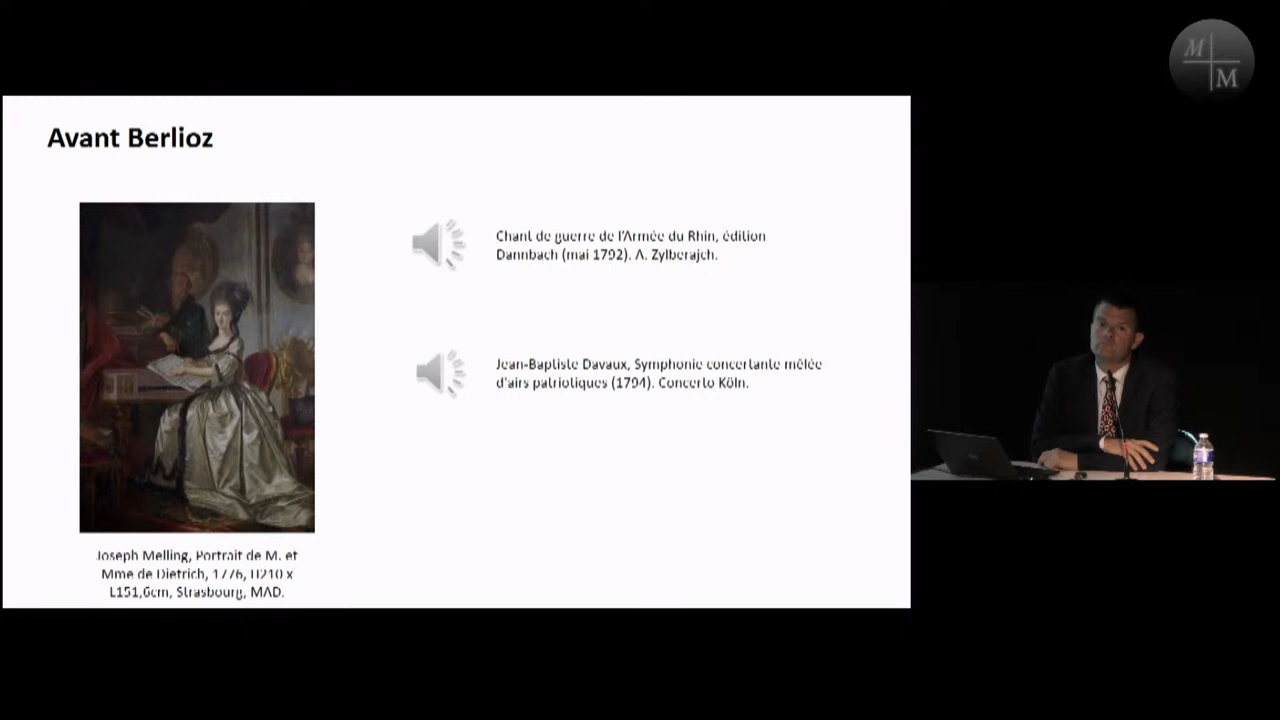 M
M
Avant Berlioz
Chant de guerre de l'Armée du Rhin, édition
Dannbach (mai 1792). A. Zylberajch.
Jean-Baptiste Davaux, Symphonie concertante mêlée
d'airs patriotiques (1794). Concerto Köln.
Joseph Melling, Portrait de M. et
Mme de Dietrich, 1776, H210 x
L151,6cm, Strasbourg, MAD.